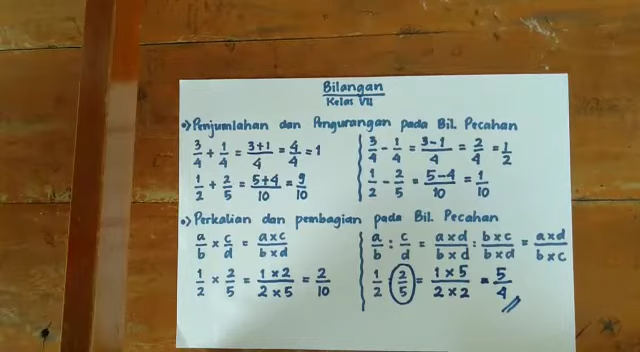 Bilangan
Kelas VII
•> Penjumlahan dan Pengurangan pada Bil. Pecahan
3/4 + 1/4 = 3+1/4 = 4/4 = 1
1/2 + 2/5 = 5+4/10 = 9/10
3/4 - 1/4 = 3-1/4 = 2/4 = 1/2
1/2 - 2/5 = 5-4/10 = 1/10
•> Perkalian dan pembagian pada Bil. Pecahan
a/b × c/d = a×c/b×d
1/2 × 2/5 = 1×2/2×5 = 2/10
a/b : c/d = a×d/b×d : b×c/b×d = a×d/b×c
1/2 : 2/5 = 1×5/2×2 = 5/4